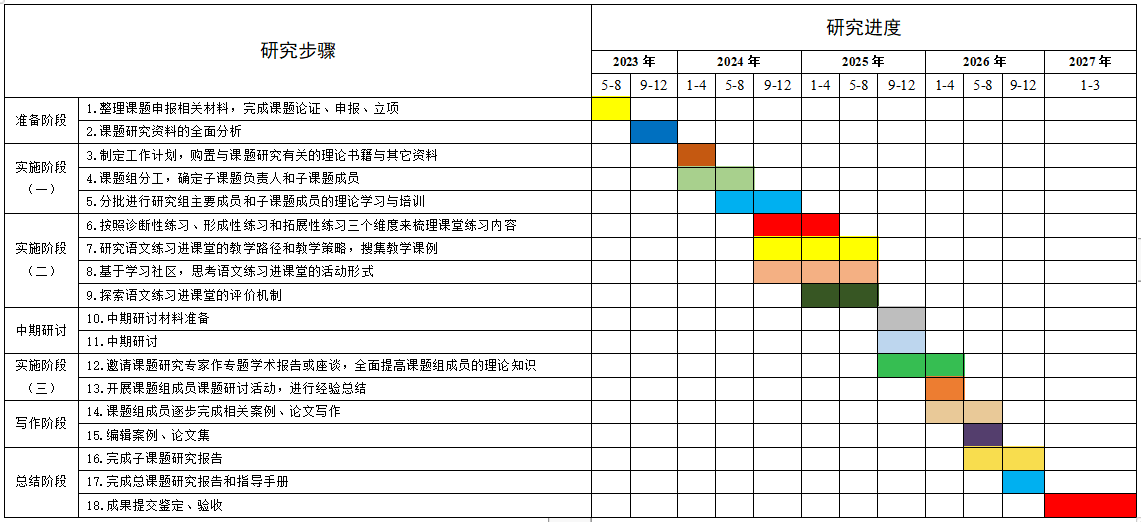 研究步骤
研究进度
2023 年 2024 年 2025 年 2026 年 2027 年
5-8 9-12 1-4 5-8 9-12 1-4 5-8 9-12 1-4 5-8 9-12 1-3
准备阶段
1.整理课题申报相关材料，完成课题论证、申报、立项
2.课题研究资料的全面分析
实施阶段
（一）
3.制定工作计划，购置与课题研究有关的理论书籍与其它资料
4.课题组分工，确定子课题负责人和子课题成员
5.分批进行研究组主要成员和子课题成员的理论学习与培训
实施阶段
（二）
6.按照诊断性练习、形成性练习和拓展性练习三个维度来梳理课堂练习内容
7.研究语文练习进课堂的教学路径和教学策略，搜集教学课例
8.基于学习社区，思考语文练习进课堂的活动形式
9.探索语文练习进课堂的评价机制
中期研讨
10.中期研讨材料准备
11.中期研讨
实施阶段
（三）
12.邀请课题研究专家作专题学术报告或座谈，全面提高课题组成员的理论知识
13.开展课题组成员课题研讨活动，进行经验总结
写作阶段
14.课题组成员逐步完成相关案例、论文写作
15.编辑案例、论文集
总结阶段
16.完成子课题研究报告
17.完成总课题研究报告和指导手册
18.成果提交鉴定、验收